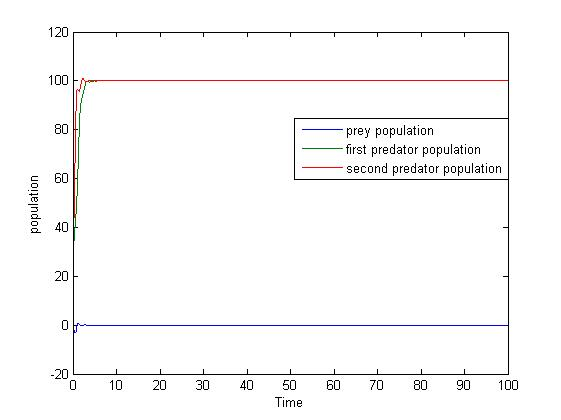 120
100
80
60
40
20
0
-20
population
prey population
first predator population
second predator population
0 10 20 30 40 50 60 70 80 90 100
Time